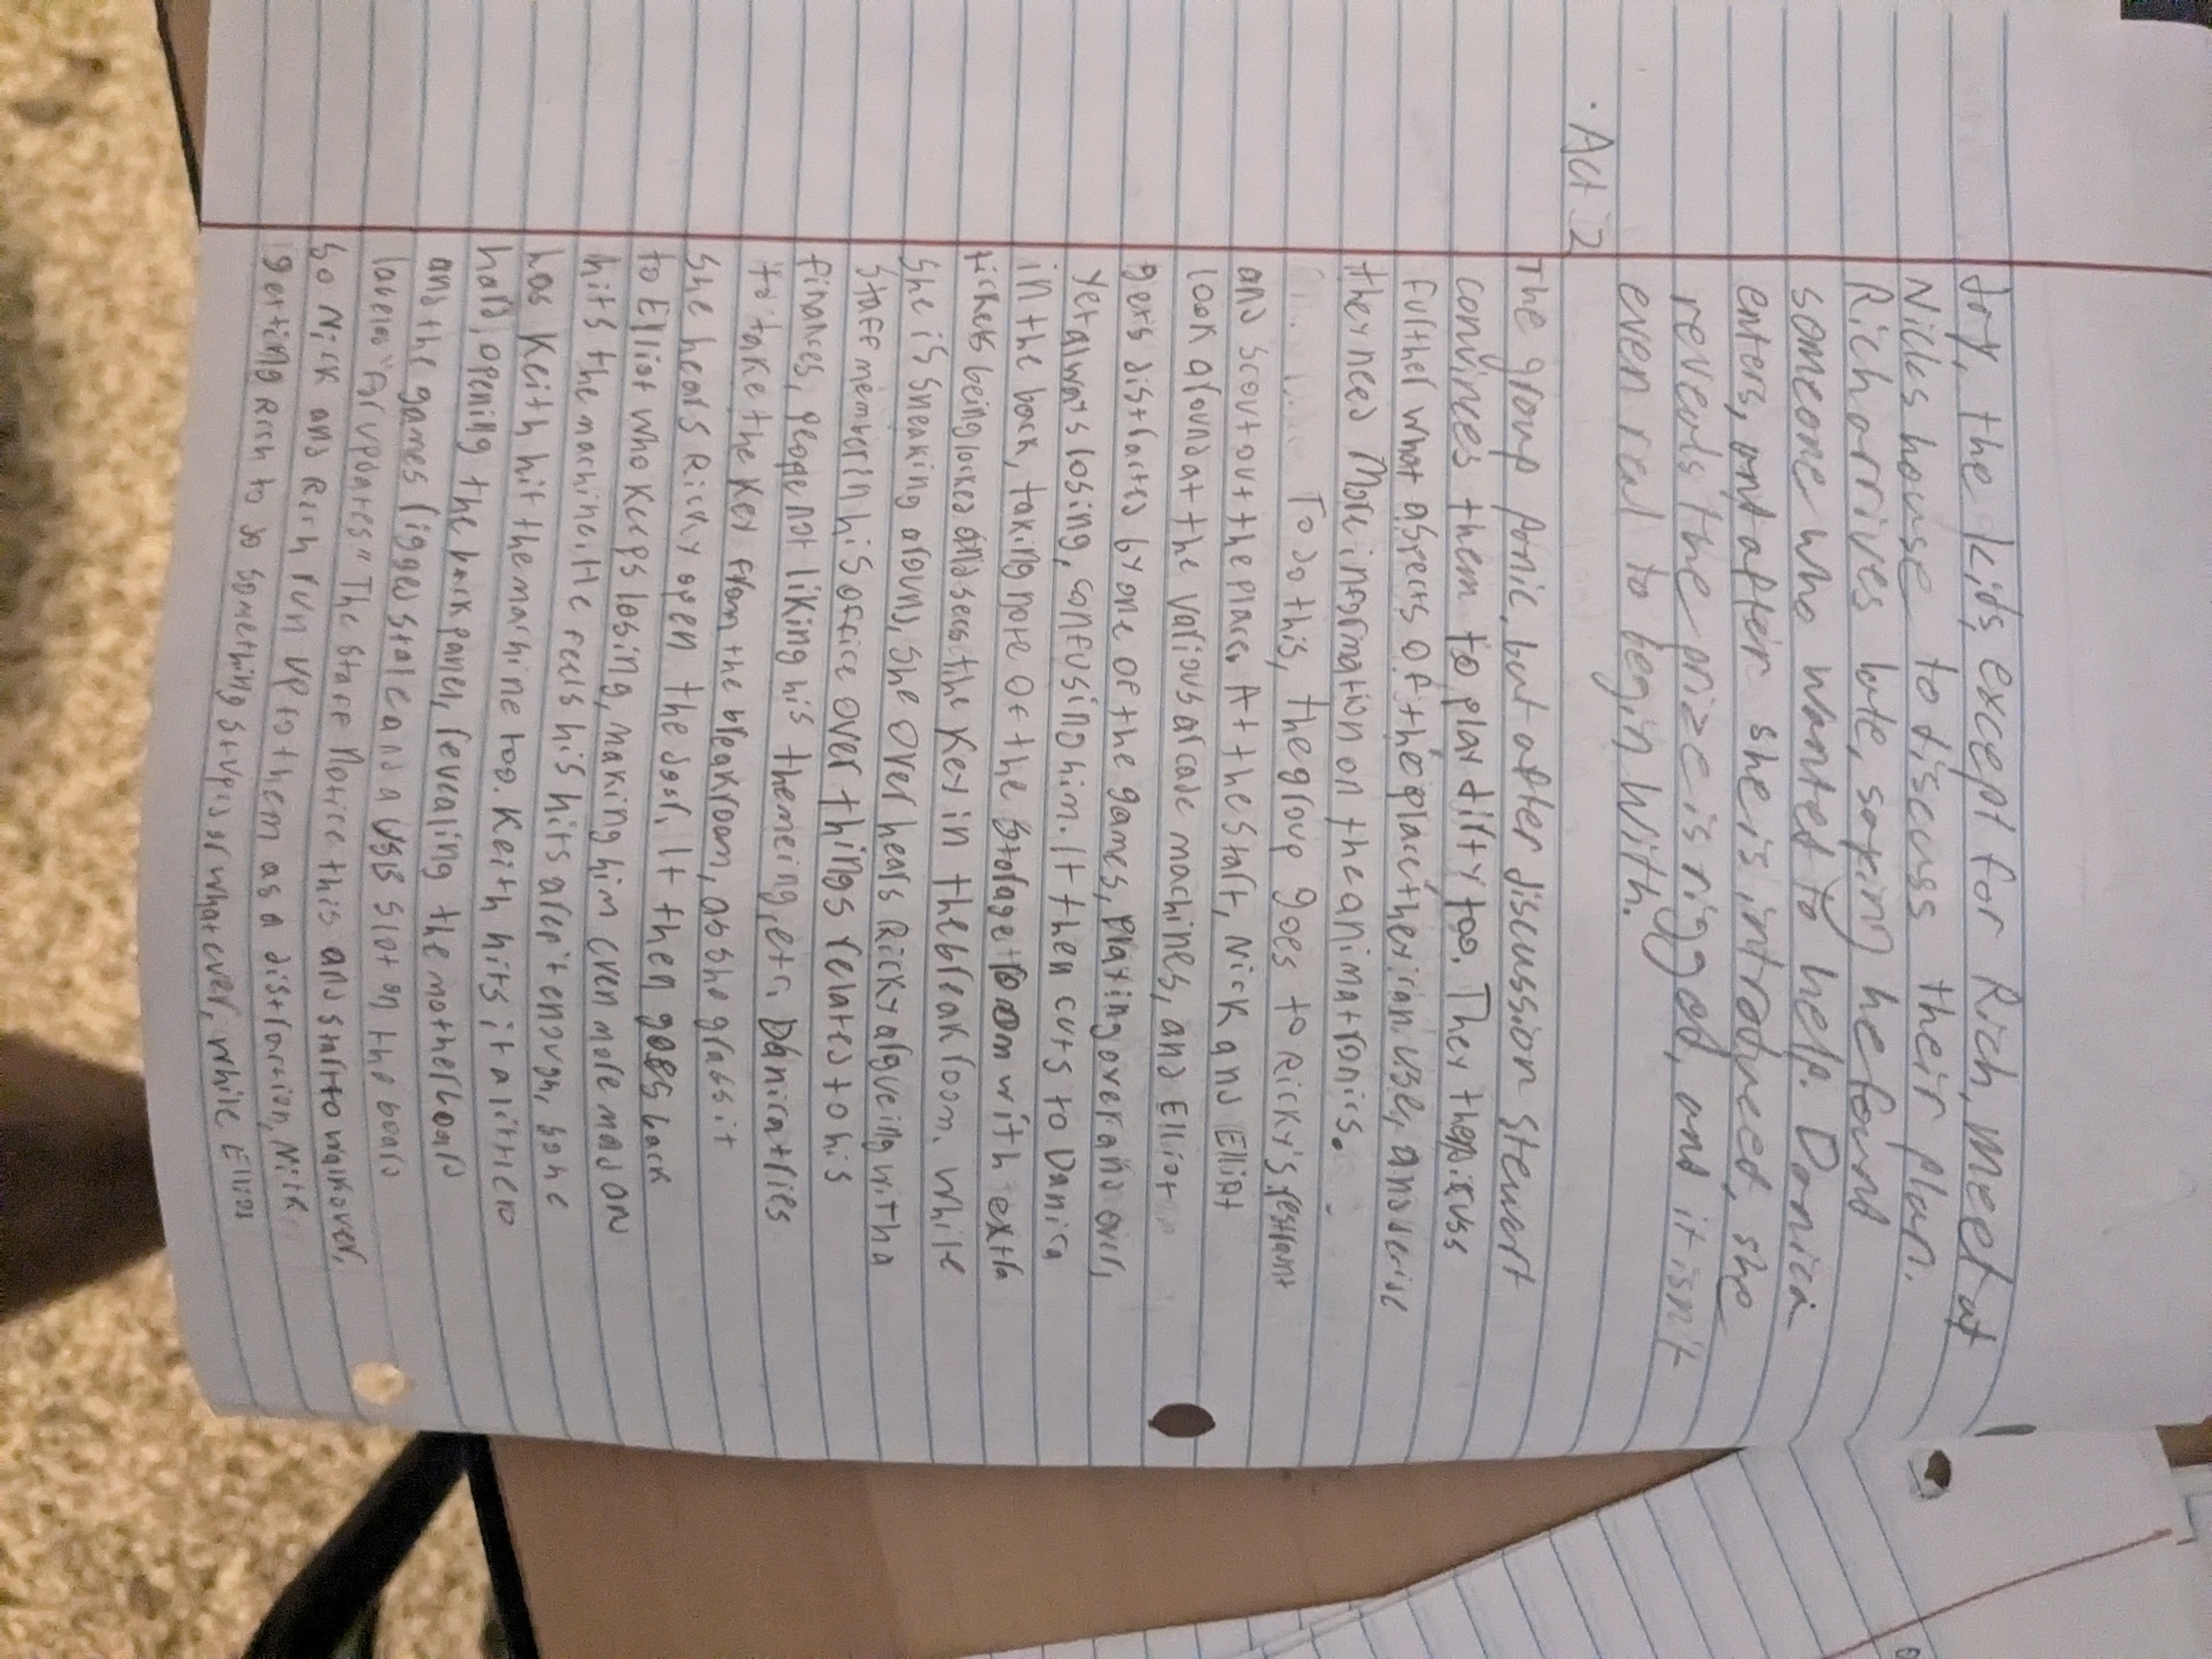 day, the kids, except for Rich, meet at
Nicks house to discuss their plan.
Rich arrives late, saying he found
someone who wanted to help. Danica
enters, ont after she is introduced, she
reveals the prize is rigged, and it isn't
even real to begin with.
· Act 2
The group panic, but after discussion Stewart
convinces them to play dirty too. They then discuss
further what aspects of the place they can use, and
they need More information on the animatronics.
To do this, the group goes to Ricky's
and scout out the place. At the start, Nick and Elliot
look around at the various arcade machines, and Elliot
gets distracted by one of the games, playing over and over,
yet always losing, confusing him. It then cuts to Danica
in the back, taking note of the storage room with extra
tickets being locked and sees the key in the breakroom. While
she is sneaking around, she over hears Ricky argueing with a
staff member in his office over things related to his
finances, people not liking his themeing, etc. Danica tries
to take the key from the breakroom, as she grabs it
she hears Ricky open the door. It then goes back
to Elliot who keeps losing, making him even more mad as
hits the machine. He feels his hits aren't enough, so he
has Keith hit the machine too. Keith hits it a little
hard, opening the back panel, revealing the motherboard
and the games rigged state and a USB slot on the board
labeled "for updates" The staff notice this and start to walk over,
so Nick and Rich run up to them as a distraction, Nick
getting Rich to do something stupid or whatever, while Elliot